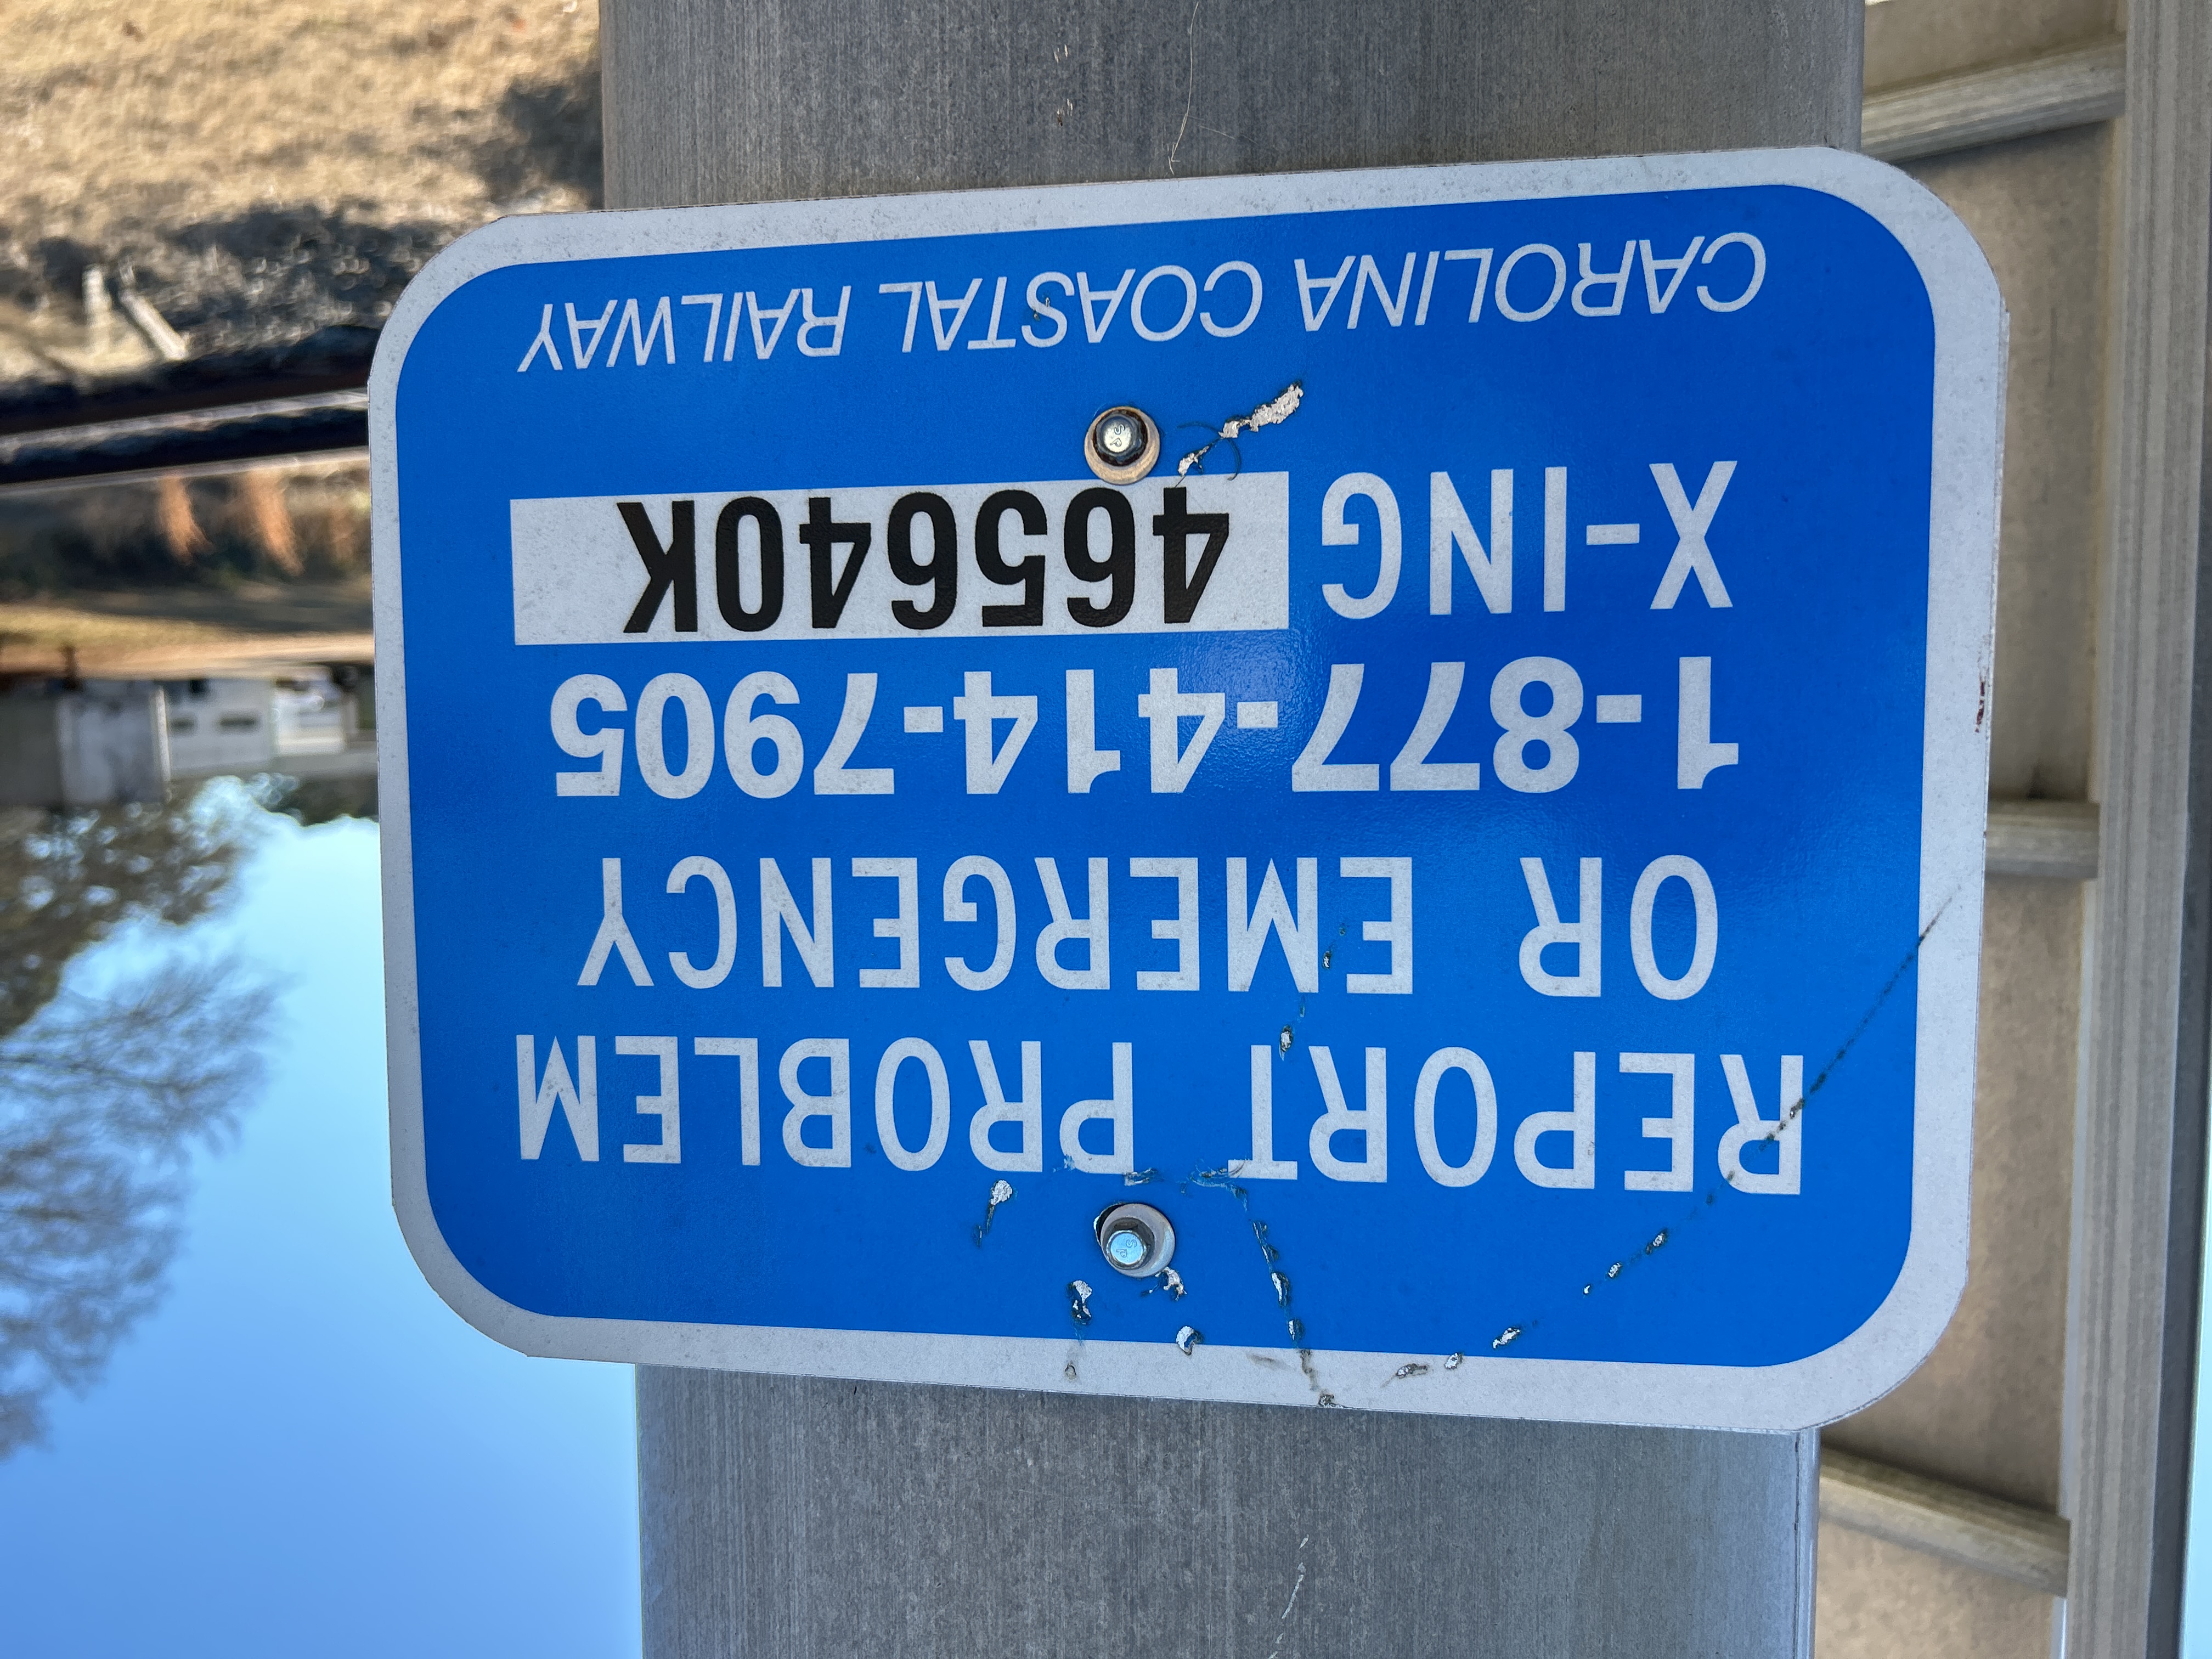 REPORT PROBLEM
OR EMERGENCY
1-877-414-7905
X-ING 465640K
CAROLINA COASTAL RAILWAY